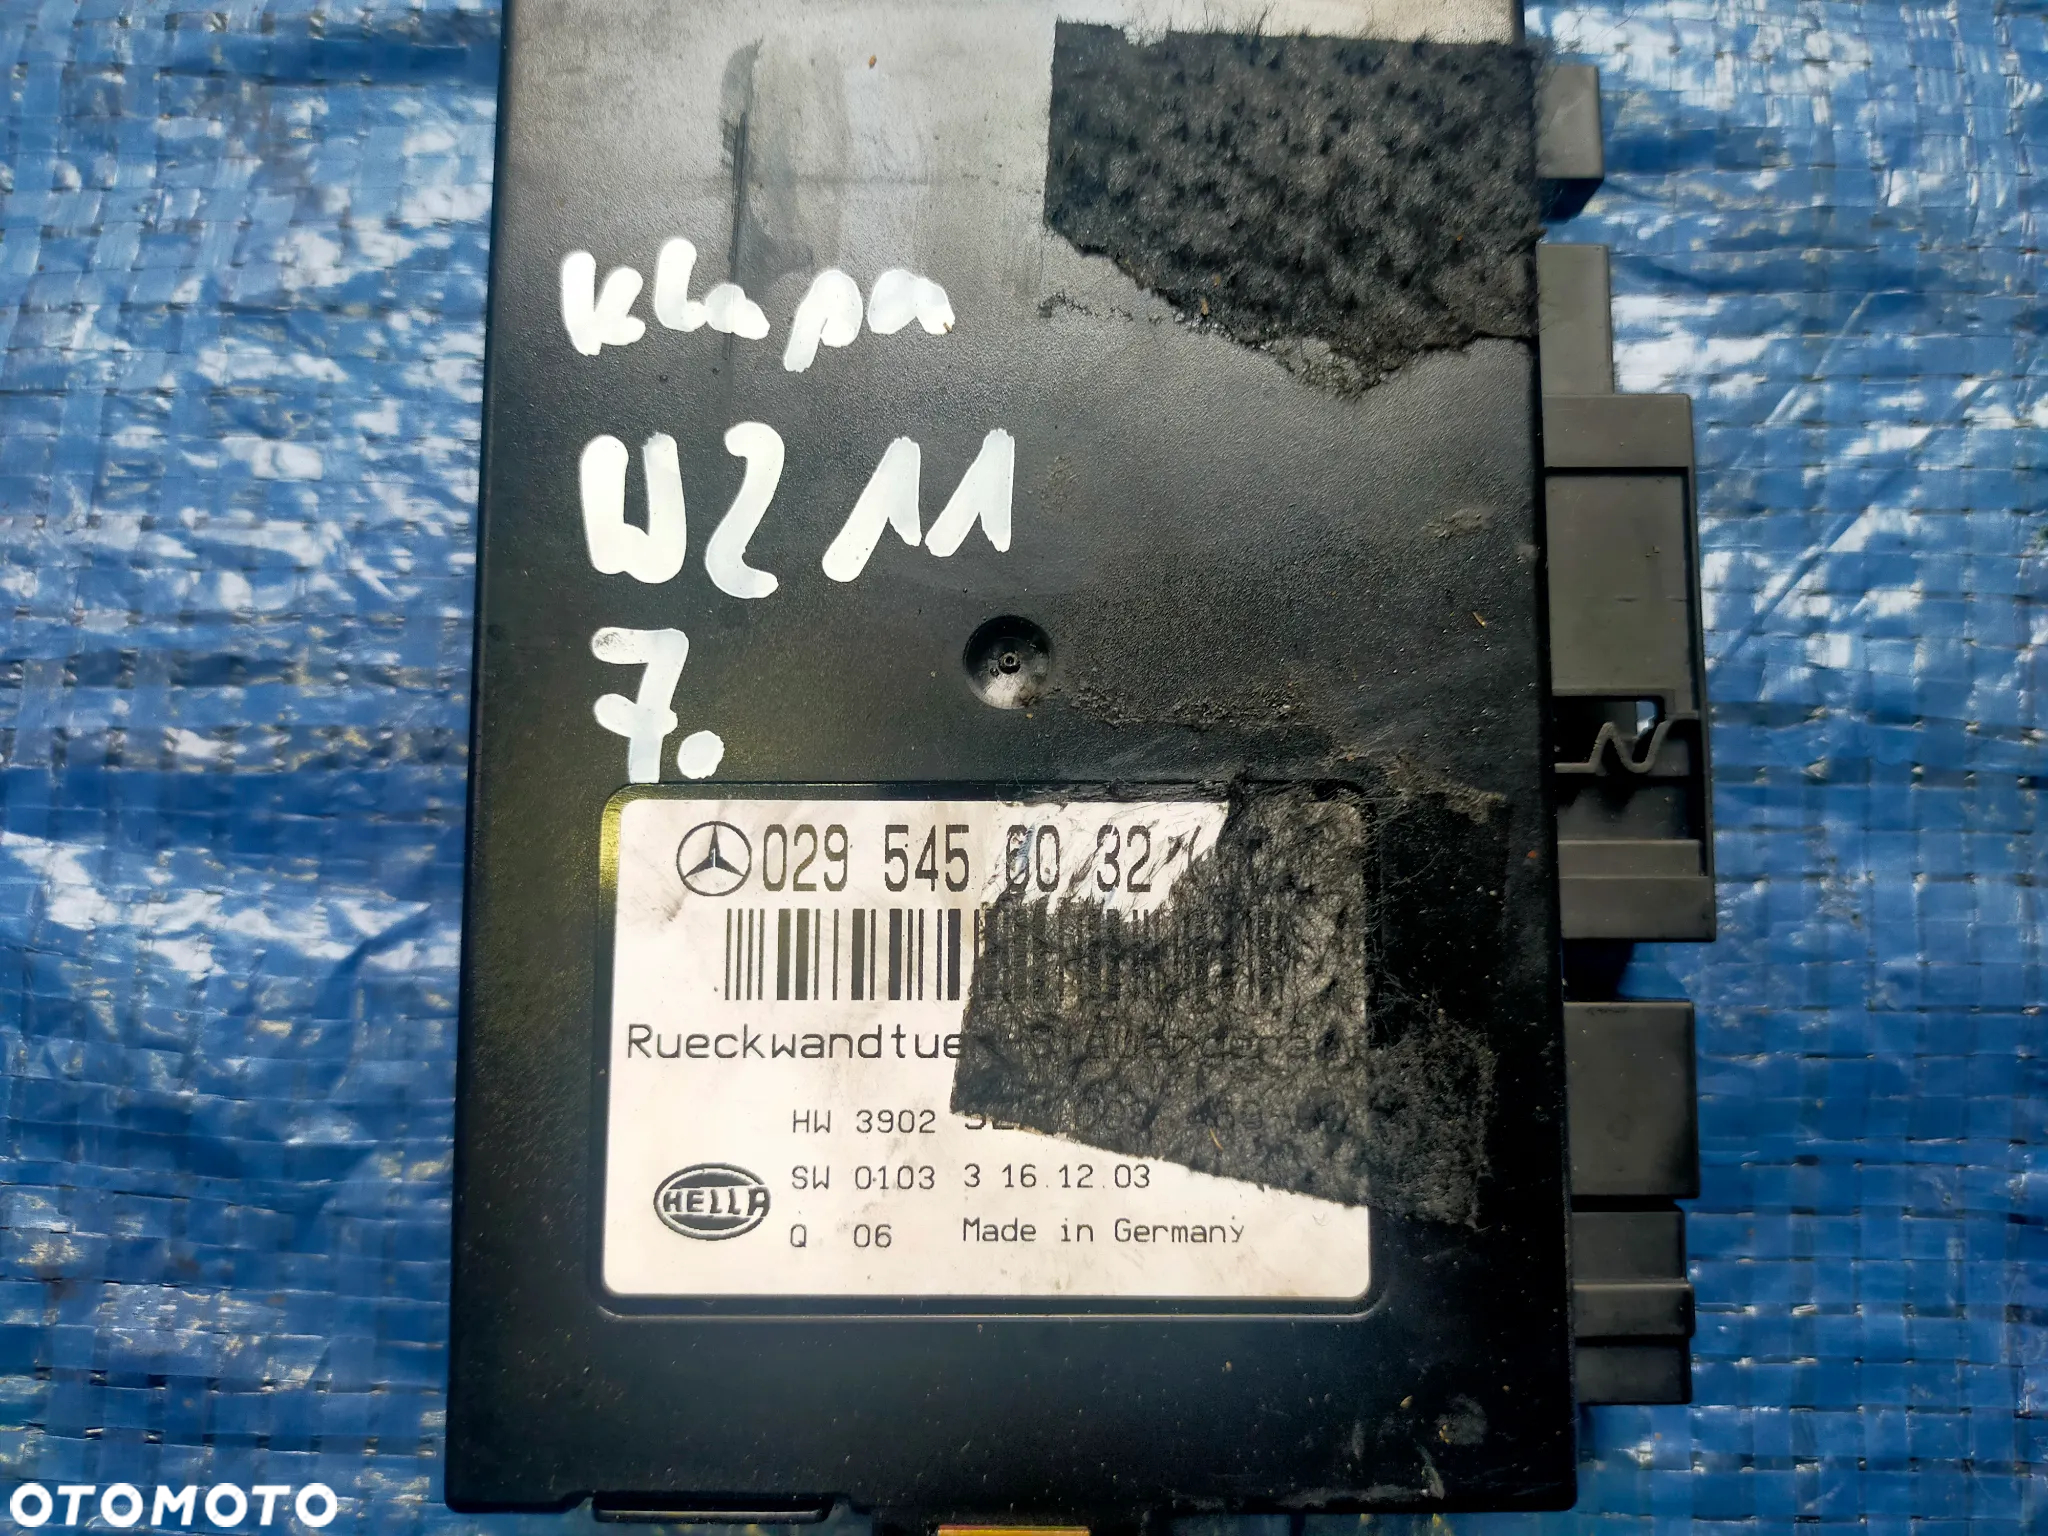 klapa
W211
7.
029 545 60 32
HW 3902
SW 0103 3 16.12.03
HELLA
Q 06 Made in Germany
OTOMOTO